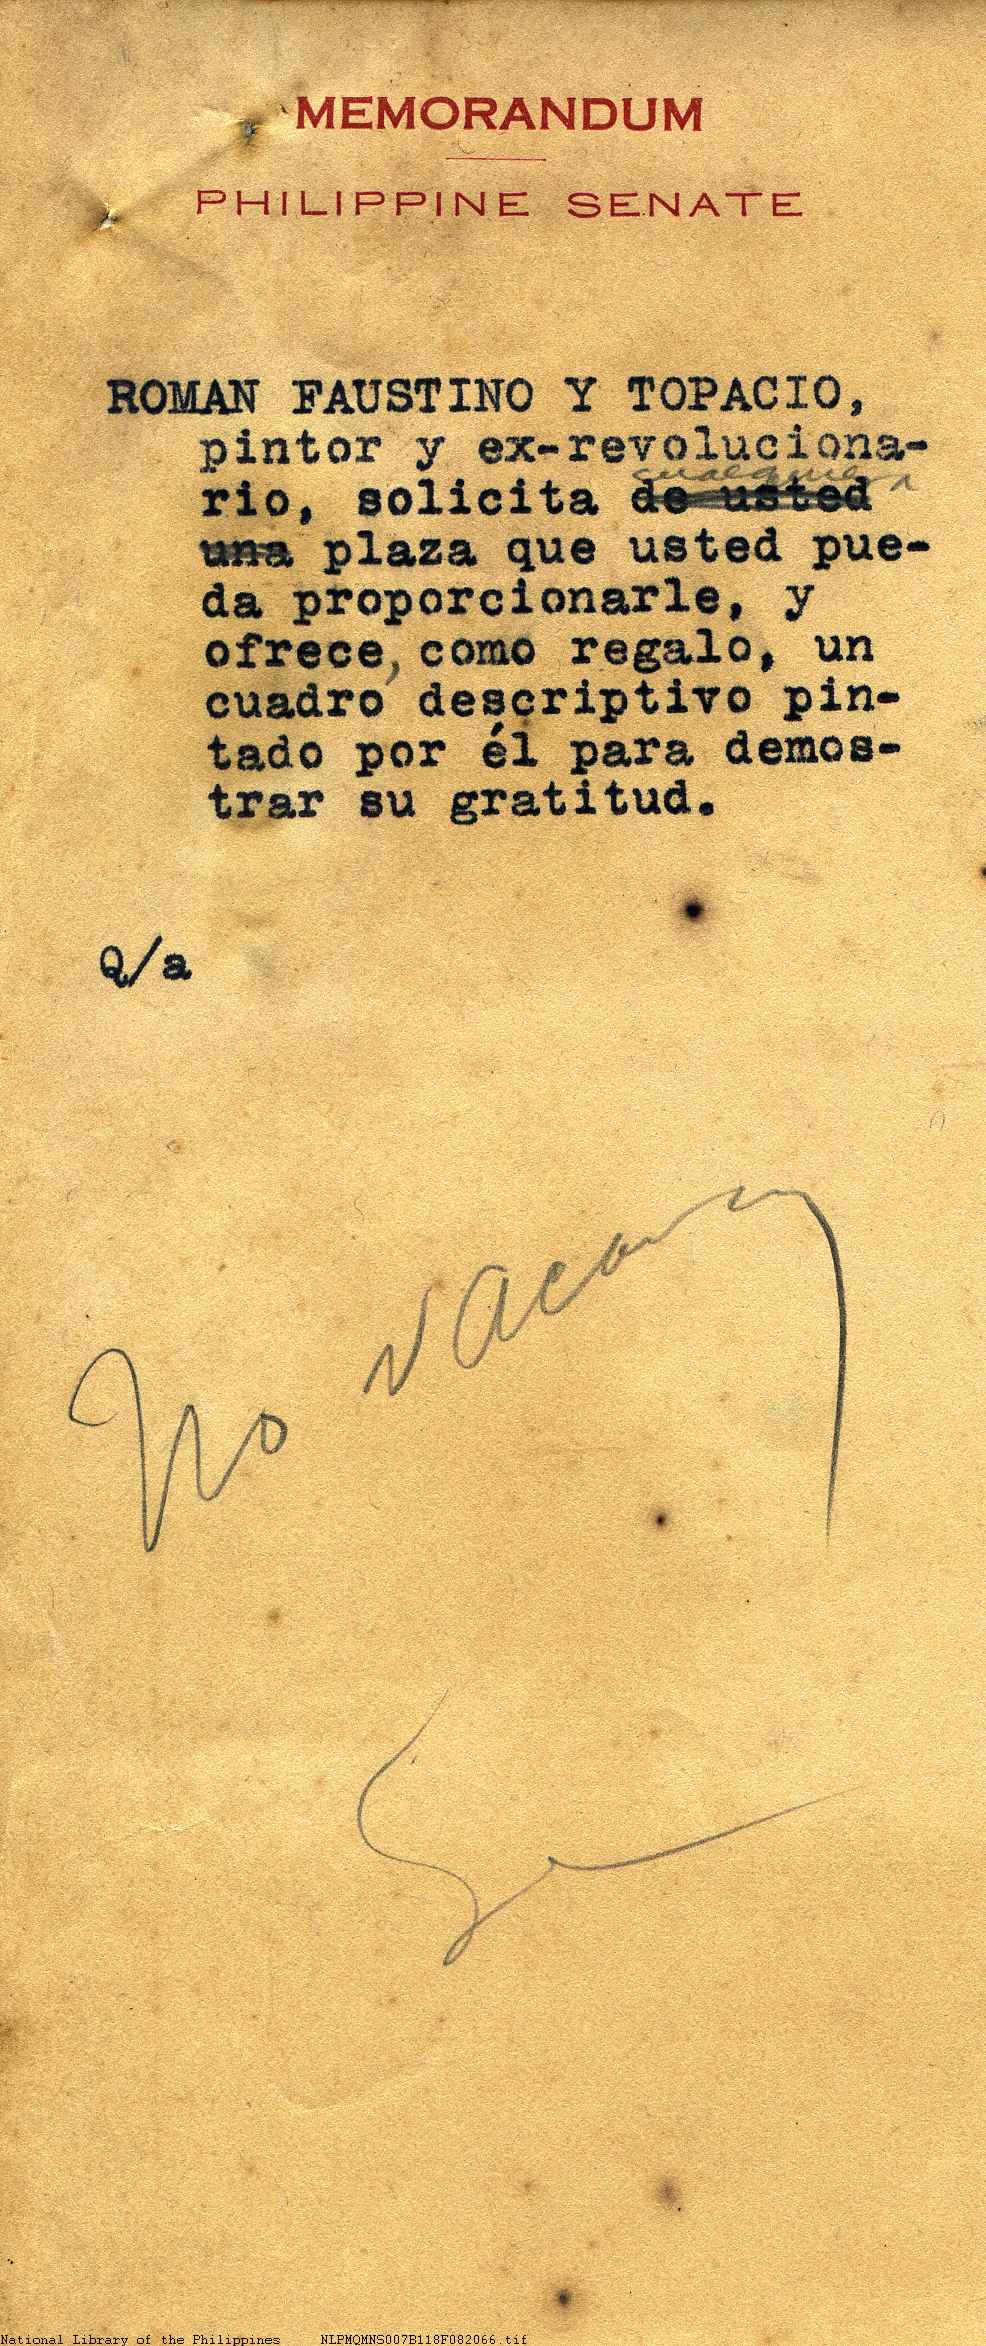 MEMORANDUM
PHILIPPINE SENATE
ROMAN FAUSTINO Y TOPACIO,
pintor y ex-revoluciona-
cualquiera
rio, solicita de usted
una plaza que usted pue-
da proporcionarle, y
ofrece, como regalo, un
cuadro descriptivo pin-
tado por él para demos-
trar su gratitud.
Q/a
No vacancy
National Library of the Philippines NLPMQMNS007B118F082066.tif